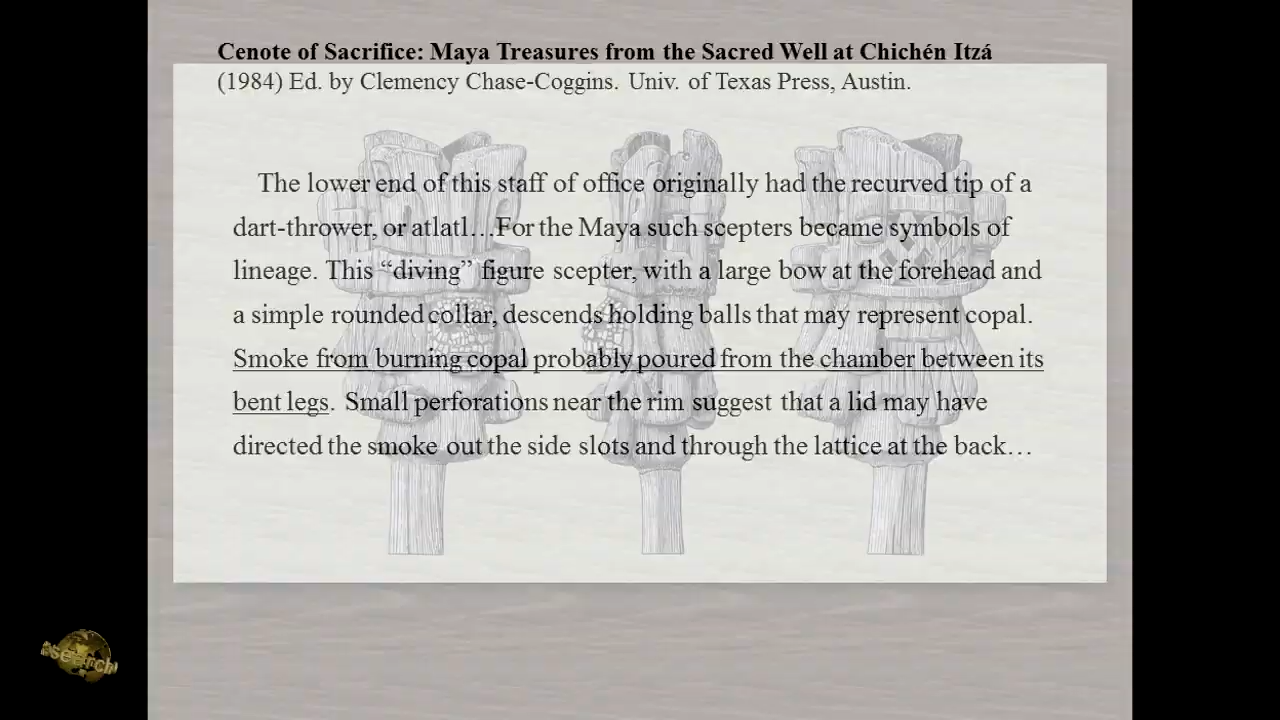 Cenote of Sacrifice: Maya Treasures from the Sacred Well at Chichén Itzá
(1984) Ed. by Clemency Chase-Coggins. Univ. of Texas Press, Austin.
The lower end of this staff of office originally had the recurved tip of a
dart-thrower, or atlatl…For the Maya such scepters became symbols of
lineage. This “diving” figure scepter, with a large bow at the forehead and
a simple rounded collar, descends holding balls that may represent copal.
Smoke from burning copal probably poured from the chamber between its
bent legs. Small perforations near the rim suggest that a lid may have
directed the smoke out the side slots and through the lattice at the back…